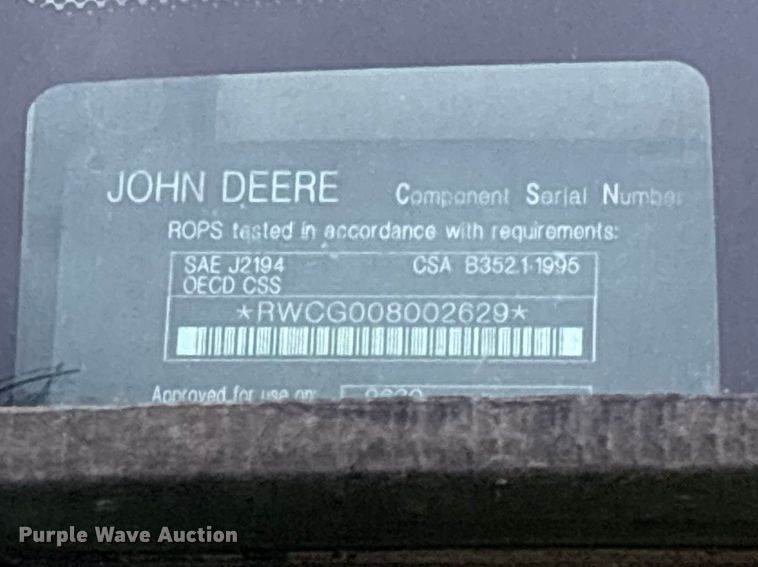 JOHN DEERE Component Serial Number
ROPS tested in accordance with requirements:
SAE J2194 CSA B352.1-1995
OECD CSS
*RWCG008002629*
Approved for use on:
Purple Wave Auction